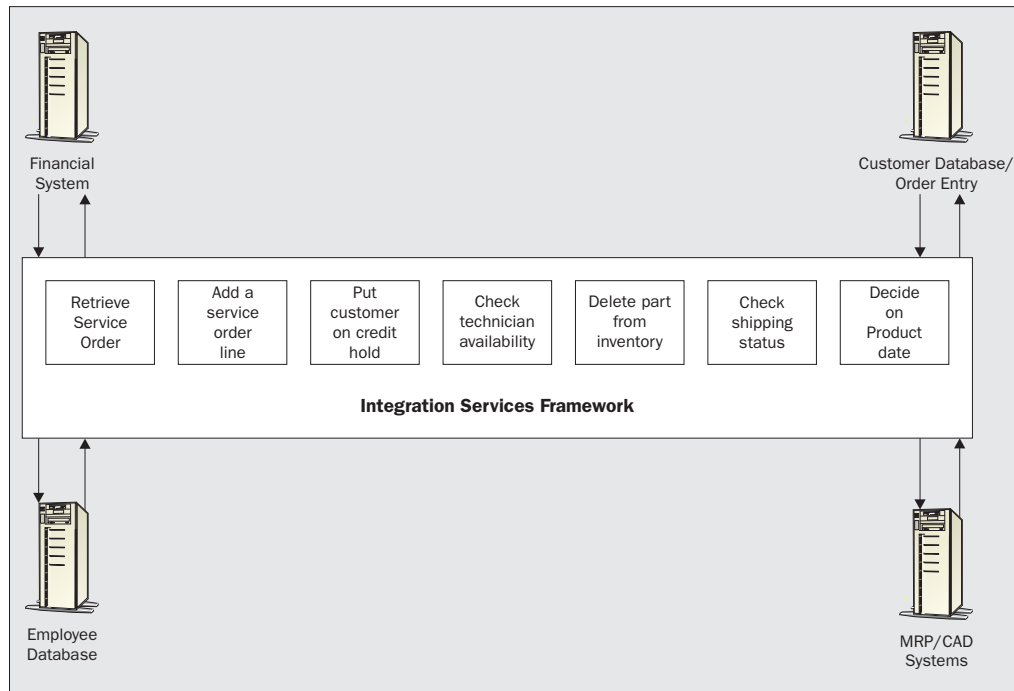 Financial
System
Customer Database/
Order Entry
Retrieve
Service
Order
Add a
service
order
line
Put
customer
on credit
hold
Check
technician
availability
Delete part
from
inventory
Check
shipping
status
Decide
on
Product
date
Integration Services Framework
Employee
Database
MRP/CAD
Systems